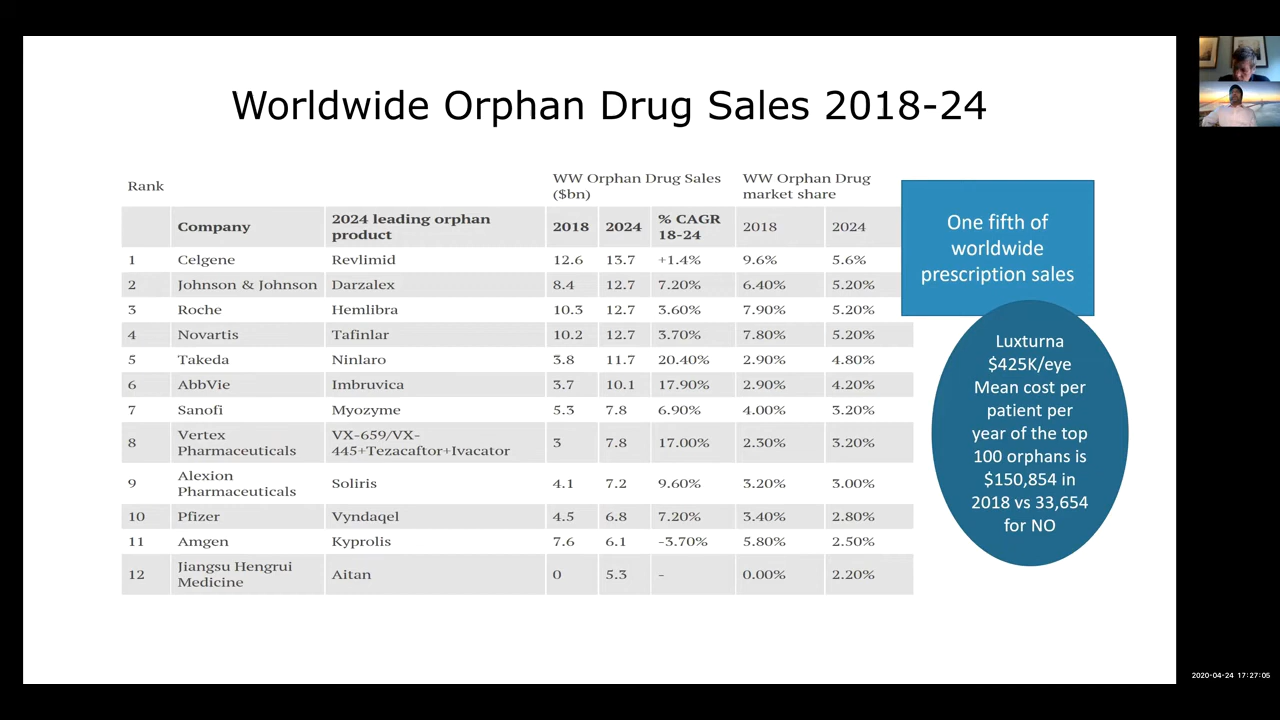 Worldwide Orphan Drug Sales 2018-24
Rank
WW Orphan Drug Sales
($bn)
WW Orphan Drug
market share
Company
2024 leading orphan
product
2018
2024
% CAGR
18-24
2018
2024
1 Celgene Revlimid 12.6 13.7 +1.4% 9.6% 5.6%
2 Johnson & Johnson Darzalex 8.4 12.7 7.20% 6.40% 5.20%
3 Roche Hemlibra 10.3 12.7 3.60% 7.90% 5.20%
4 Novartis Tafinlar 10.2 12.7 3.70% 7.80% 5.20%
5 Takeda Ninlaro 3.8 11.7 20.40% 2.90% 4.80%
6 AbbVie Imbruvica 3.7 10.1 17.90% 2.90% 4.20%
7 Sanofi Myozyme 5.3 7.8 6.90% 4.00% 3.20%
8
Vertex
Pharmaceuticals
VX-659/VX-
445+Tezacaftor+Ivacator
3 7.8 17.00% 2.30% 3.20%
9
Alexion
Pharmaceuticals
Soliris 4.1 7.2 9.60% 3.20% 3.00%
10 Pfizer Vyndaqel 4.5 6.8 7.20% 3.40% 2.80%
11 Amgen Kyprolis 7.6 6.1 -3.70% 5.80% 2.50%
12
Jiangsu Hengrui
Medicine
Aitan 0 5.3 - 0.00% 2.20%
One fifth of
worldwide
prescription sales
Luxturna
$425K/eye
Mean cost per
patient per
year of the top
100 orphans is
$150,854 in
2018 vs 33,654
for NO
2020-04-24 17:27:05